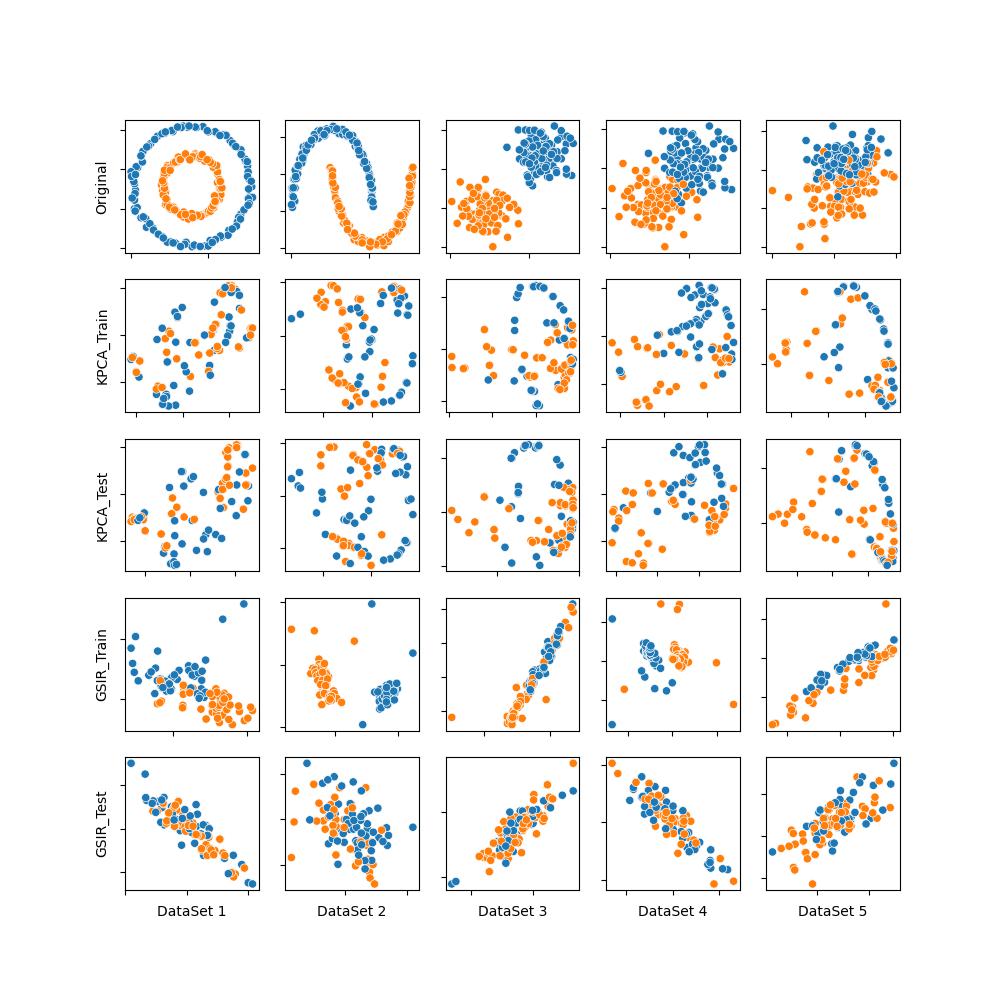 Original
KPCA_Train
KPCA_Test
GSIR_Train
GSIR_Test
DataSet 1
DataSet 2
DataSet 3
DataSet 4
DataSet 5